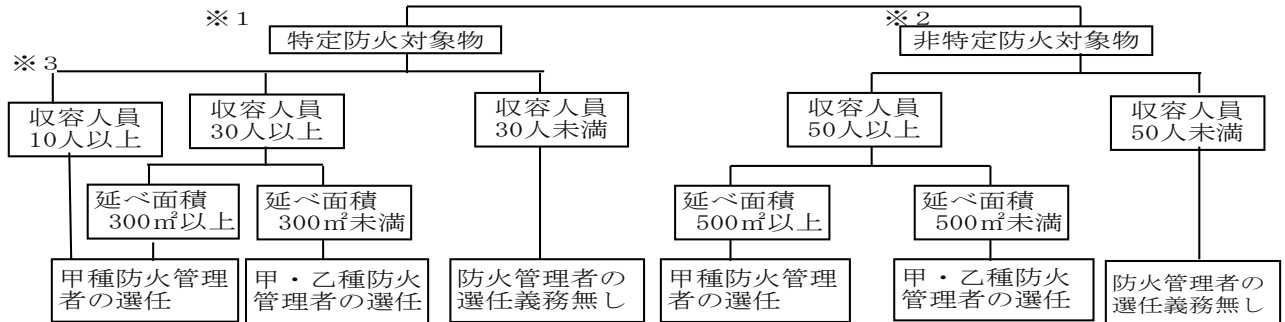 ※1
※2
特定防火対象物
非特定防火対象物
※3
収容人員
10人以上
収容人員
30人以上
収容人員
30人未満
収容人員
50人以上
収容人員
50人未満
延べ面積
300㎡以上
延べ面積
300㎡未満
延べ面積
500㎡以上
延べ面積
500㎡未満
甲種防火管理
者の選任
甲・乙種防火
管理者の選任
防火管理者の
選任義務無し
甲種防火管理
者の選任
甲・乙種防火
管理者の選任
防火管理者の
選任義務無し